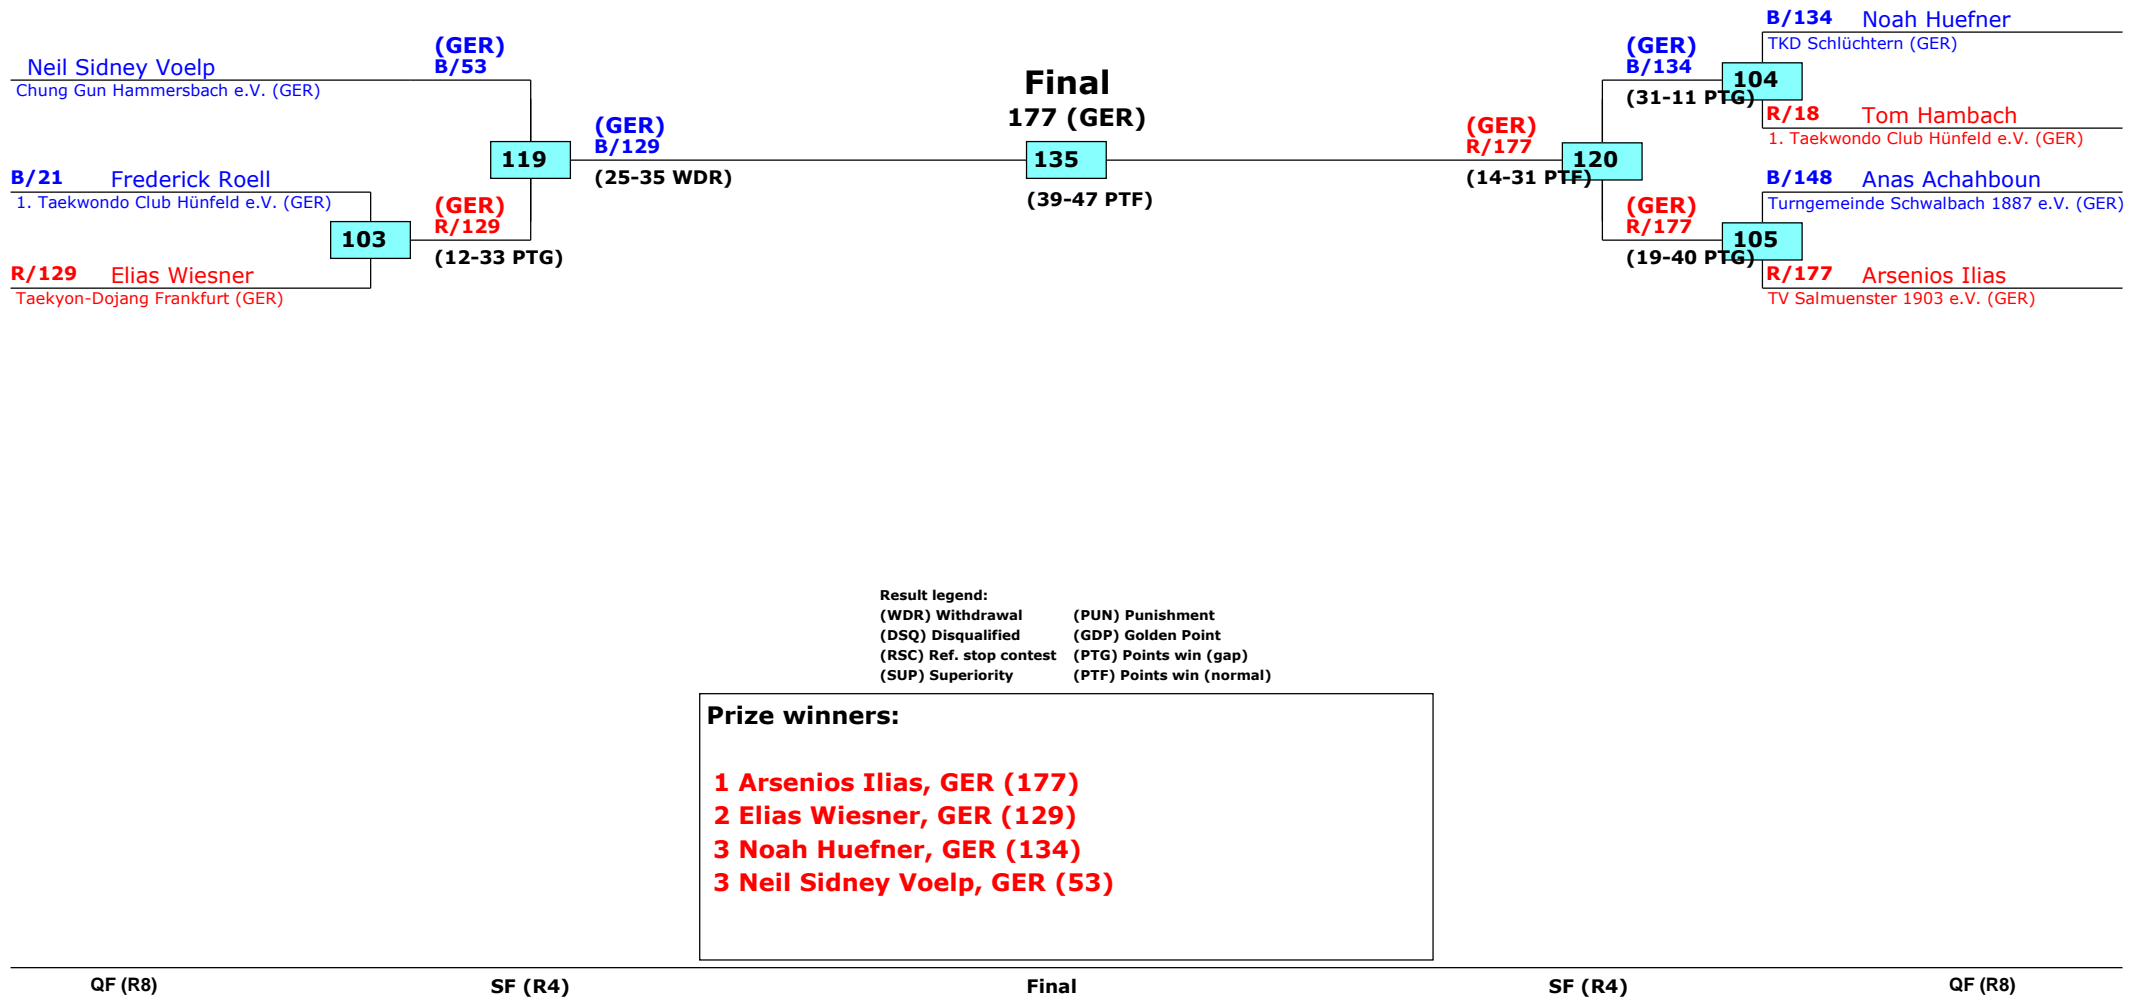 Neil Sidney Voelp
Chung Gun Hammersbach e.V. (GER)
(GER)
B/53
B/21 Frederick Roell
1. Taekwondo Club Hünfeld e.V. (GER)
103
R/129 Elias Wiesner
Taekyon-Dojang Frankfurt (GER)
(GER)
R/129
(12-33 PTG)
119
(GER)
B/129
(25-35 WDR)
Final
177 (GER)
135
(39-47 PTF)
(GER)
R/177
(14-31 PTF)
120
(GER)
B/134
(31-11 PTG)
104
B/134 Noah Huefner
TKD Schlüchtern (GER)
R/18 Tom Hambach
1. Taekwondo Club Hünfeld e.V. (GER)
(GER)
R/177
(19-40 PTG)
105
B/148 Anas Achahboun
Turngemeinde Schwalbach 1887 e.V. (GER)
R/177 Arsenios Ilias
TV Salmuenster 1903 e.V. (GER)
Result legend:
(WDR) Withdrawal (PUN) Punishment
(DSQ) Disqualified (GDP) Golden Point
(RSC) Ref. stop contest (PTG) Points win (gap)
(SUP) Superiority (PTF) Points win (normal)
Prize winners:
1 Arsenios Ilias, GER (177)
2 Elias Wiesner, GER (129)
3 Noah Huefner, GER (134)
3 Neil Sidney Voelp, GER (53)
QF (R8) SF (R4) Final SF (R4) QF (R8)